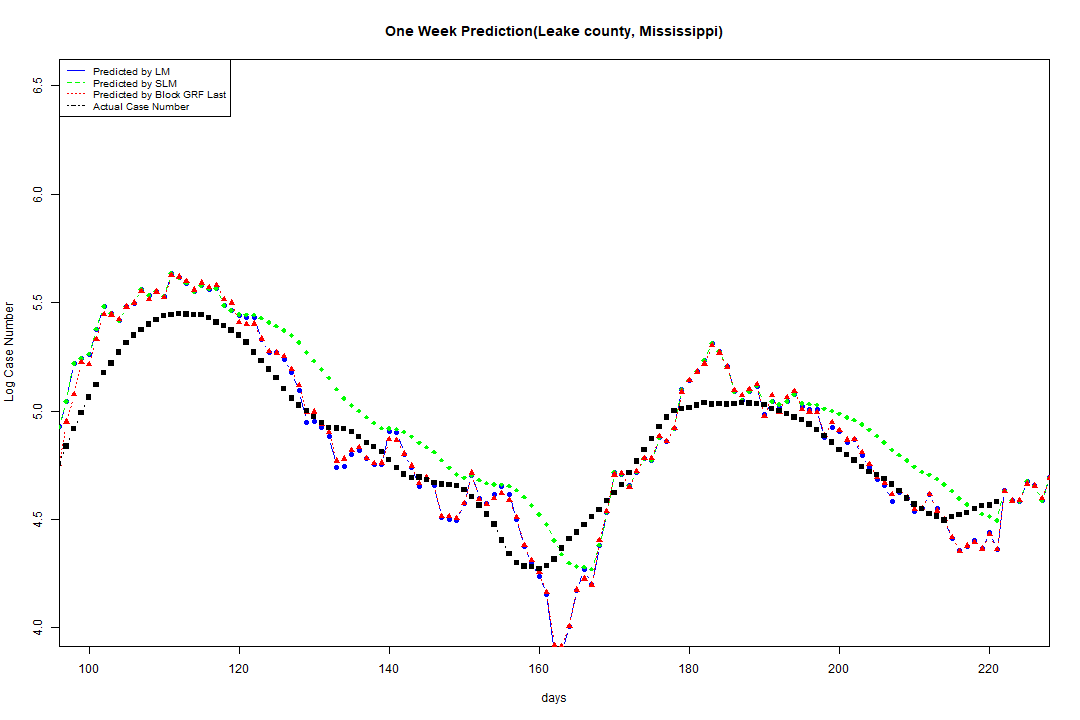 One Week Prediction(Leake county, Mississippi)
Predicted by LM
Predicted by SLM
Predicted by Block GRF Last
Actual Case Number
6.5
6.0
5.5
5.0
4.5
4.0
Log Case Number
100 120 140 160 180 200 220
days